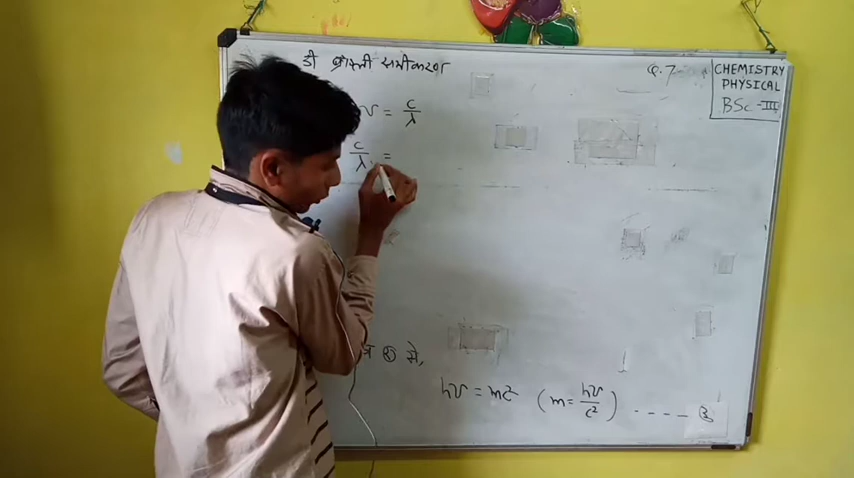 डी ब्रोग्ली समीकरण
Q.7
CHEMISTRY
PHYSICAL
BSc-III
ν = c/λ
c/λ =
से,
hν = mc² (m = hν/c²) ---- ③